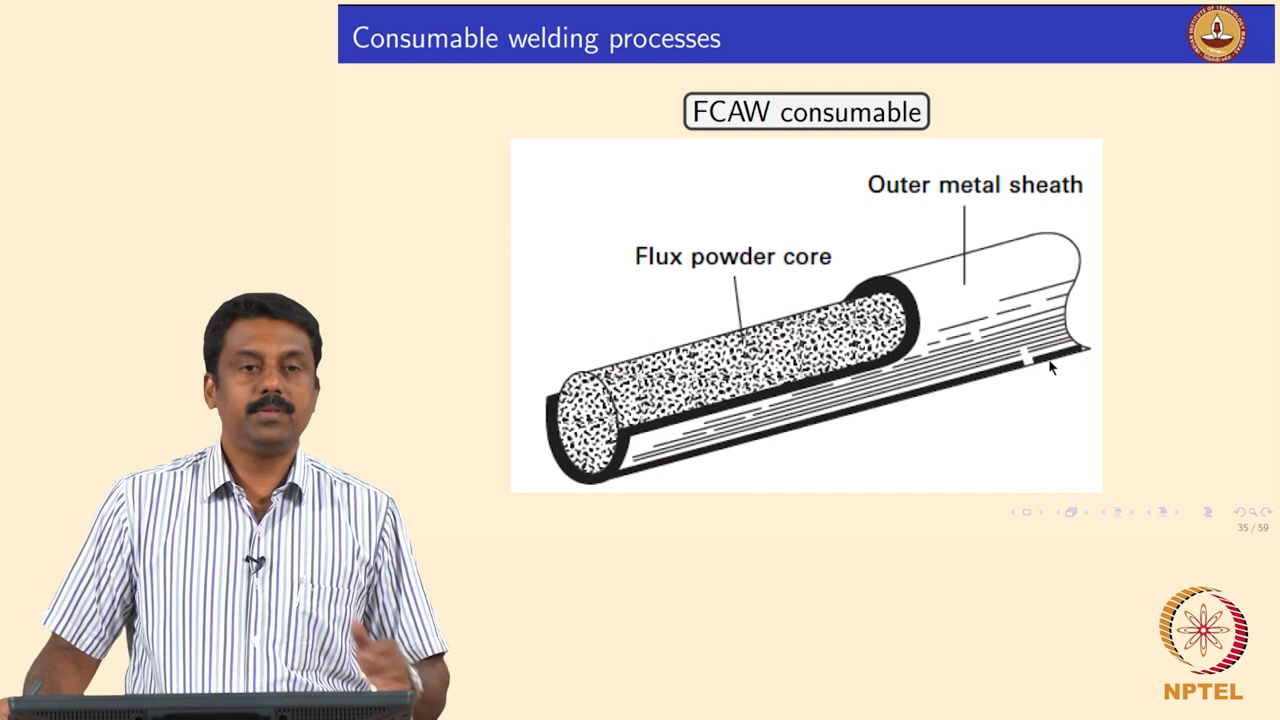 Consumable welding processes
FCAW consumable
Outer metal sheath
Flux powder core
35 / 59
NPTEL